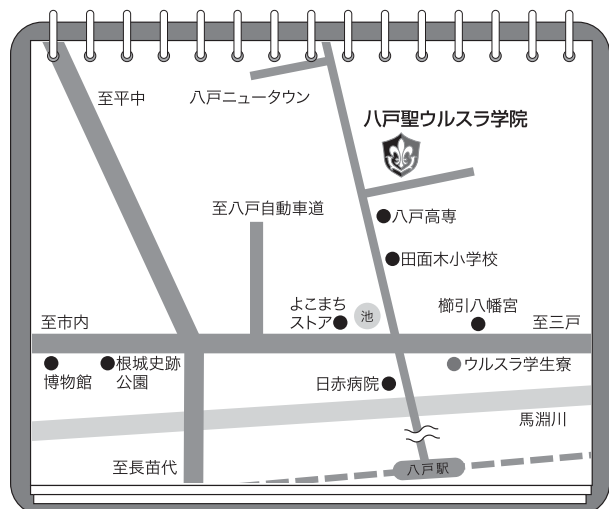 至平中
八戸ニュータウン
八戸聖ウルスラ学院
至八戸自動車道
八戸高専
田面木小学校
よこまち
ストア
池
櫛引八幡宮
至市内
至三戸
博物館
根城史跡
公園
日赤病院
ウルスラ学生寮
馬淵川
至長苗代
八戸駅